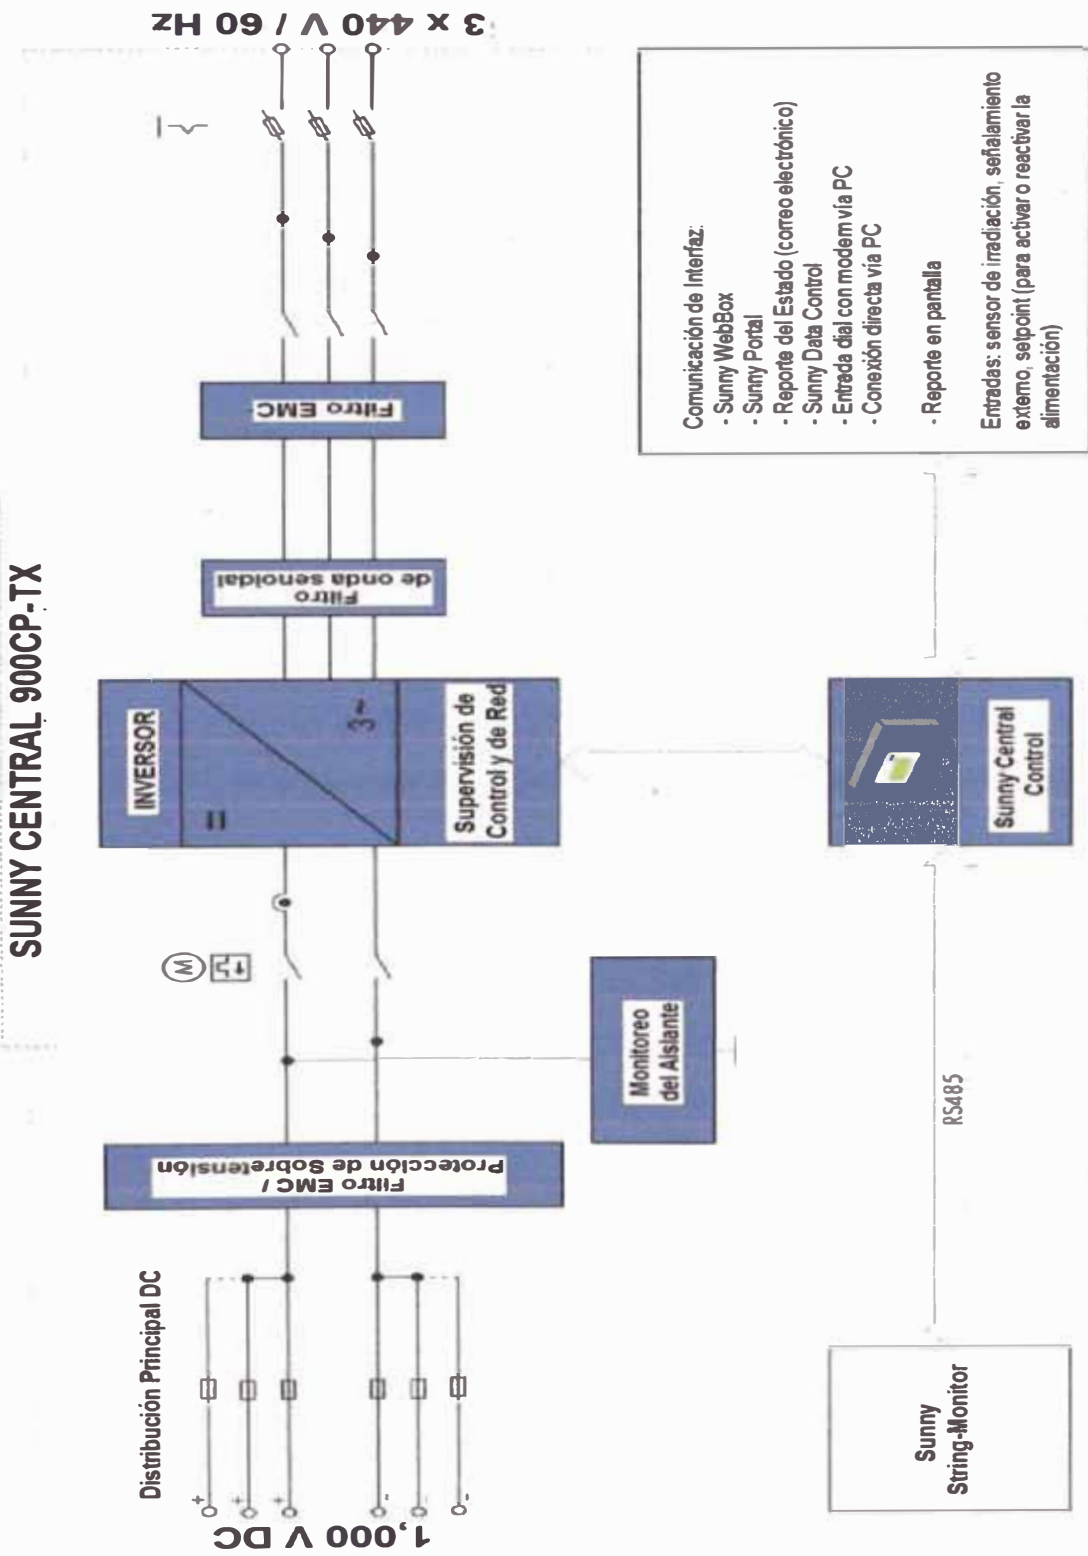 SUNNY CENTRAL 900CP-TX
Distribución Principal DC
+
+
+
-
-
1,000 V DC
Filtro EMC /
Protección de Sobretensión
M
Monitoreo
del Aislante
INVERSOR
=
3~
Supervisión de
Control y de Red
Filtro
de onda senoidal
Filtro EMC
3 x 440 V / 60 Hz
Sunny
String-Monitor
RS485
Sunny Central
Control
Comunicación de Interfaz:
- Sunny WebBox
- Sunny Portal
- Reporte del Estado (correo electrónico)
- Sunny Data Control
- Entrada dial con modem vía PC
- Conexión directa vía PC
- Reporte en pantalla
Entradas: sensor de irradiación, señalamiento
externo, setpoint (para activar o reactivar la
alimentación)